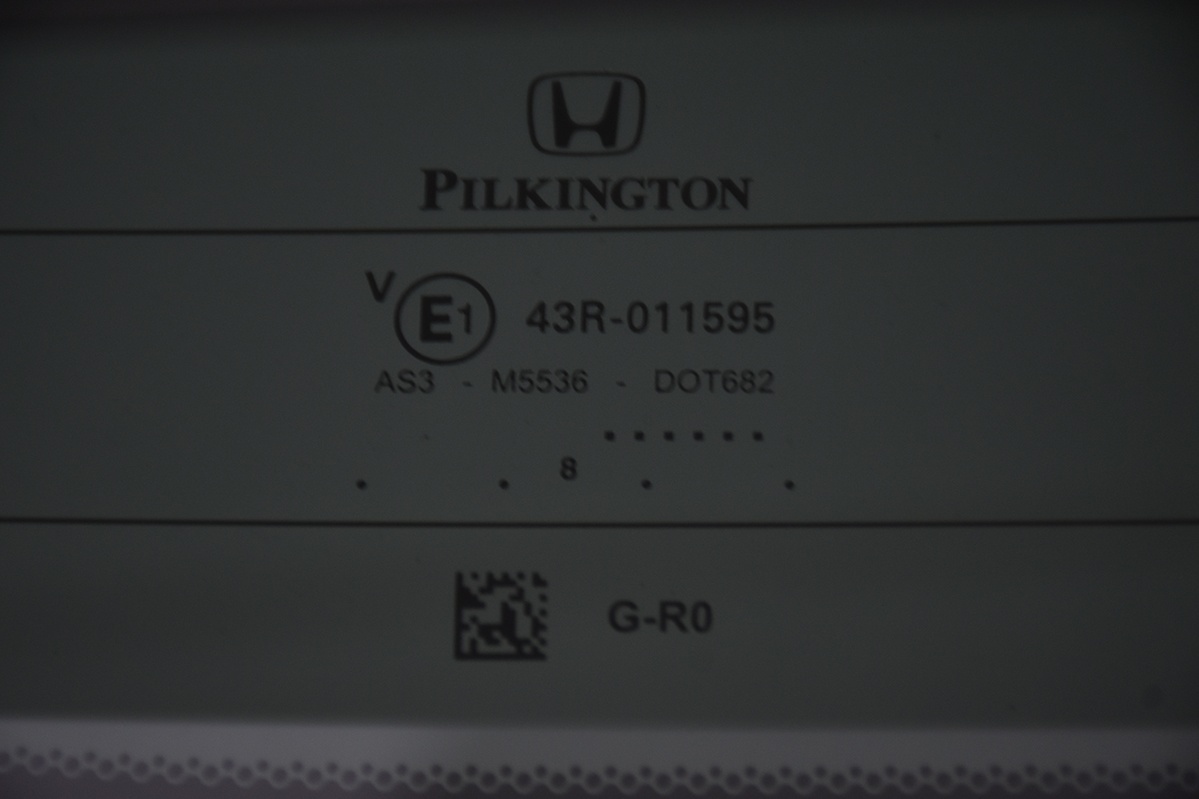 PILKINGTON
V E1 43R-011595
AS3 - M5536 - DOT682
. . . . . .
. . 8 . .
G-R0